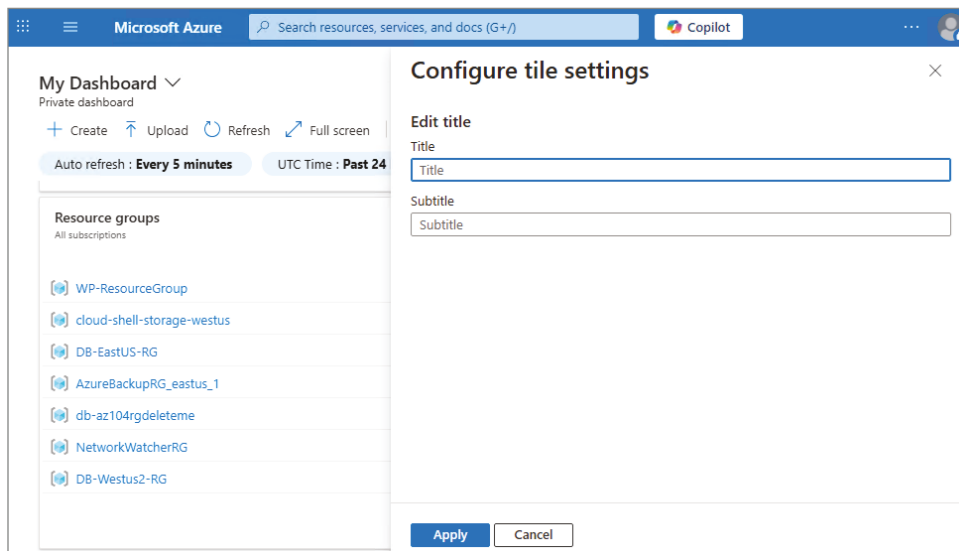 Microsoft Azure
Search resources, services, and docs (G+/)
Copilot
...
My Dashboard
Private dashboard
Create
Upload
Refresh
Full screen
Auto refresh : Every 5 minutes
UTC Time : Past 24
Resource groups
All subscriptions
WP-ResourceGroup
cloud-shell-storage-westus
DB-EastUS-RG
AzureBackupRG_eastus_1
db-az104rgdeleteme
NetworkWatcherRG
DB-Westus2-RG
Configure tile settings
Edit title
Title
Title
Subtitle
Subtitle
Apply
Cancel